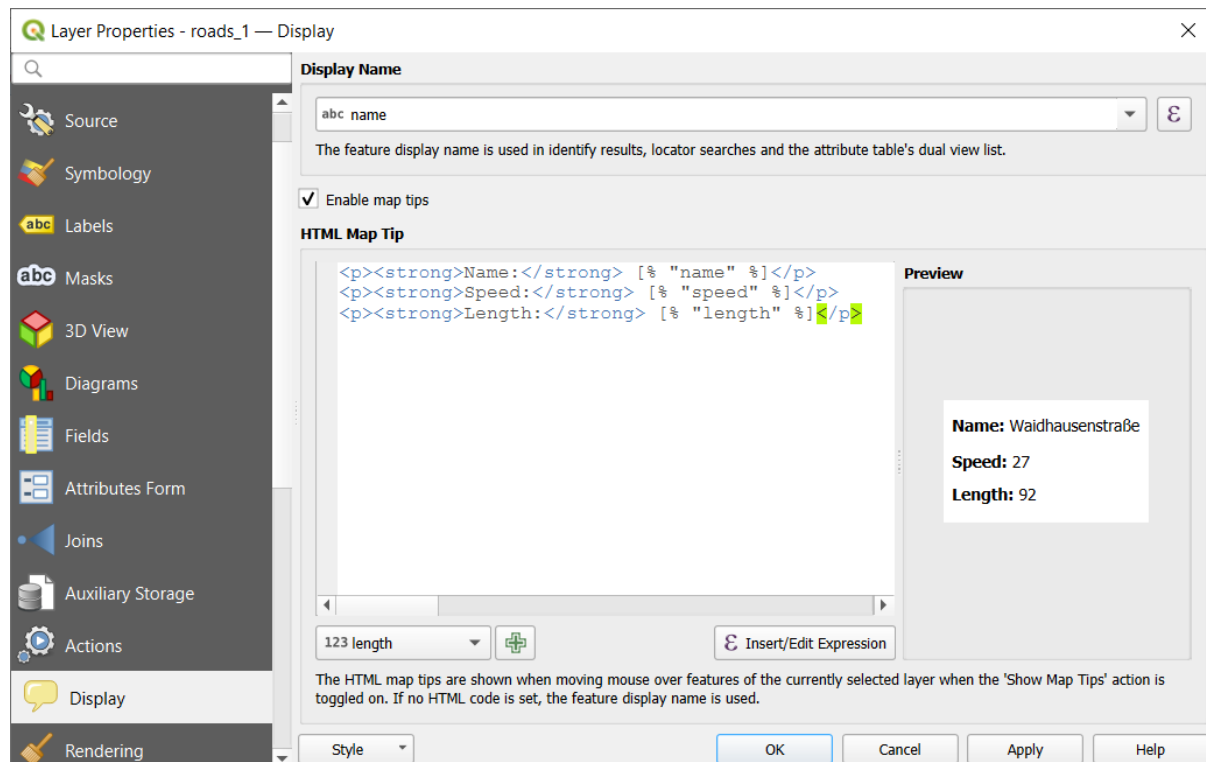 Layer Properties - roads_1 — Display
Source
Symbology
abc Labels
abc Masks
3D View
Diagrams
Fields
Attributes Form
Joins
Auxiliary Storage
Actions
Display
Rendering
Display Name
abc name
ε
The feature display name is used in identify results, locator searches and the attribute table's dual view list.
Enable map tips
HTML Map Tip
<p><strong>Name:</strong> [% "name" %]</p>
<p><strong>Speed:</strong> [% "speed" %]</p>
<p><strong>Length:</strong> [% "length" %]</p>
Preview
Name: Waidhausenstraße
Speed: 27
Length: 92
123 length
ε Insert/Edit Expression
The HTML map tips are shown when moving mouse over features of the currently selected layer when the 'Show Map Tips' action is
toggled on. If no HTML code is set, the feature display name is used.
Style
OK
Cancel
Apply
Help